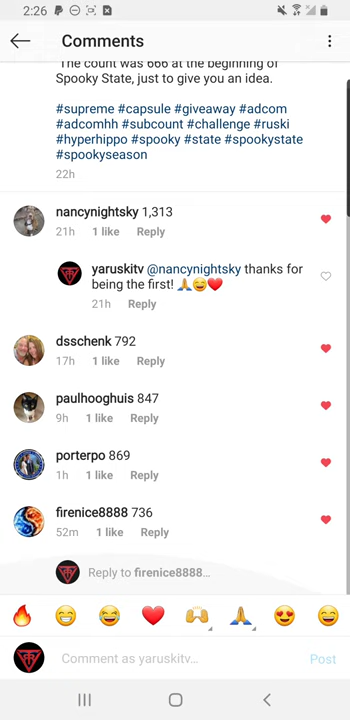 2:26
Comments
The count was 666 at the beginning of
Spooky State, just to give you an idea.
#supreme #capsule #giveaway #adcom
#adcomhh #subcount #challenge #ruski
#hyperhippo #spooky #state #spookystate
#spookyseason
22h
nancynightsky 1,313
21h 1 like Reply
yaruskitv @nancynightsky thanks for
being the first! 🙏😅❤️
21h Reply
dsschenk 792
17h 1 like Reply
paulhooghuis 847
9h 1 like Reply
porterpo 869
1h 1 like Reply
firenice8888 736
52m 1 like Reply
Reply to firenice8888...
Comment as yaruskitv... Post